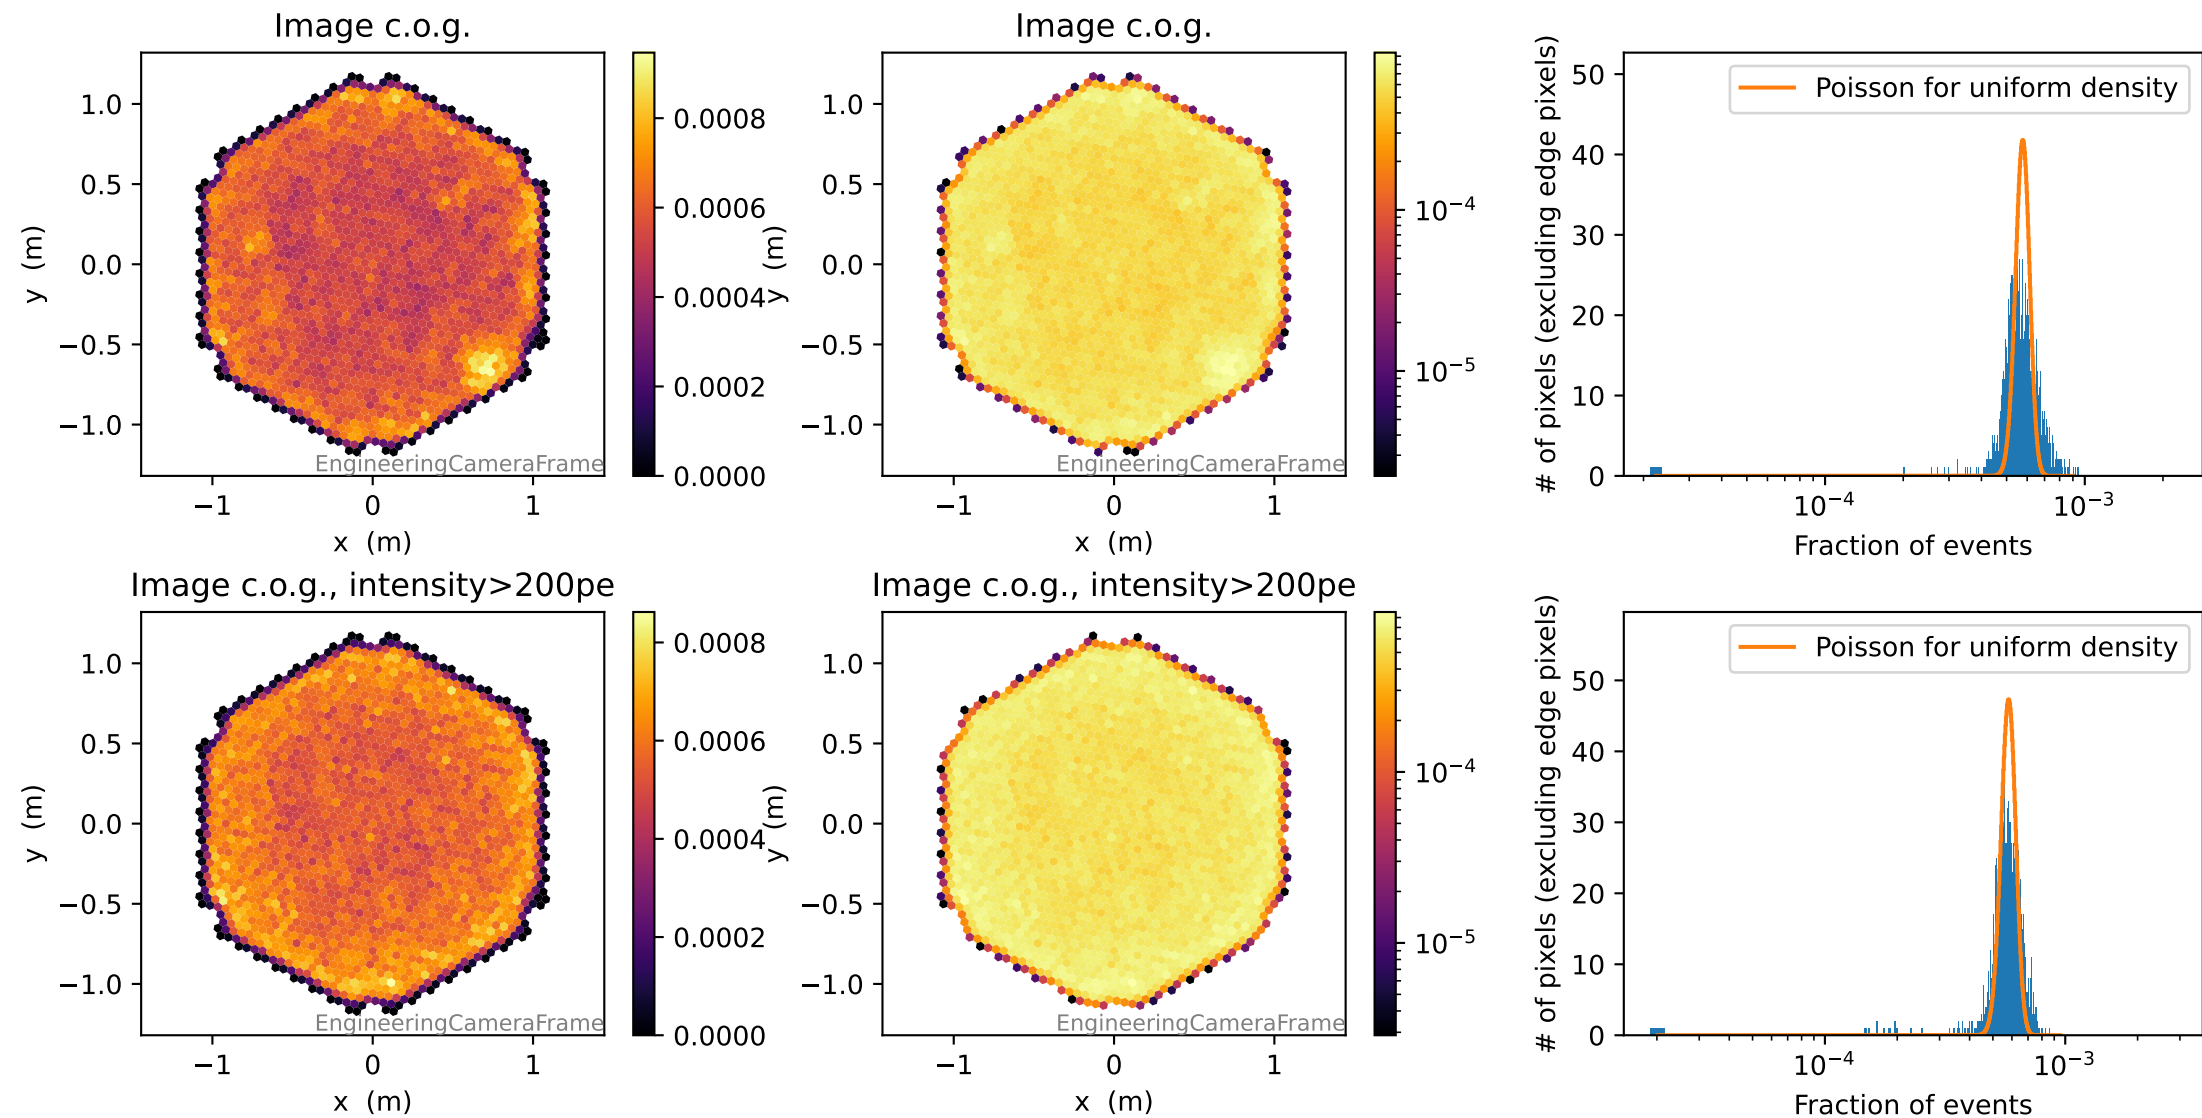 Image c.o.g.
1.0
0.5
0.0
−0.5
−1.0
y (m)
−1
0
1
x (m)
EngineeringCameraFrame
0.0008
0.0006
0.0004
0.0002
0.0000
Image c.o.g.
1.0
0.5
0.0
−0.5
−1.0
y (m)
−1
0
1
x (m)
EngineeringCameraFrame
10⁻⁴
10⁻⁵
Poisson for uniform density
50
40
30
20
10
0
# of pixels (excluding edge pixels)
10⁻⁴
10⁻³
Fraction of events
Image c.o.g., intensity>200pe
1.0
0.5
0.0
−0.5
−1.0
y (m)
−1
0
1
x (m)
EngineeringCameraFrame
0.0008
0.0006
0.0004
0.0002
0.0000
Image c.o.g., intensity>200pe
1.0
0.5
0.0
−0.5
−1.0
y (m)
−1
0
1
x (m)
EngineeringCameraFrame
10⁻⁴
10⁻⁵
Poisson for uniform density
50
40
30
20
10
0
# of pixels (excluding edge pixels)
10⁻⁴
10⁻³
Fraction of events